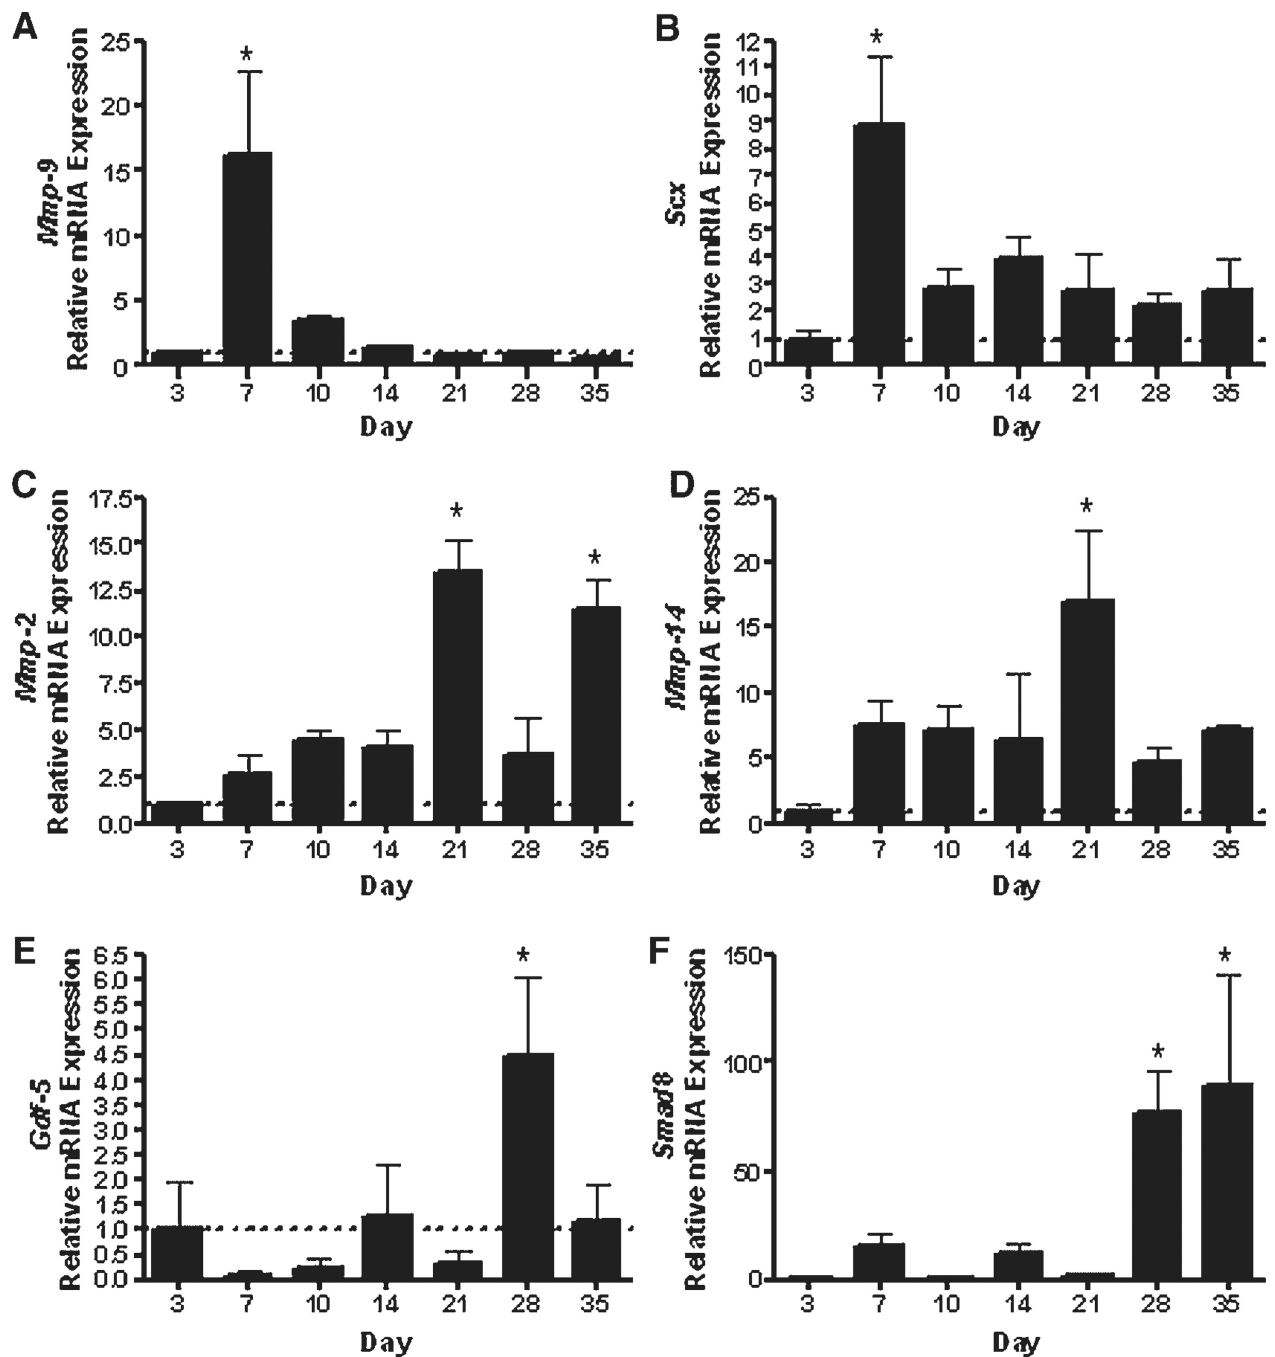 A
Mmp-9
Relative mRNA Expression
25
20
15
10
5
0
*
3 7 10 14 21 28 35
Day
B
Scx
Relative mRNA Expression
12
11
10
9
8
7
6
5
4
3
2
1
0
*
3 7 10 14 21 28 35
Day
C
Mmp-2
Relative mRNA Expression
17.5
15.0
12.5
10.0
7.5
5.0
2.5
0.0
* *
3 7 10 14 21 28 35
Day
D
Mmp-14
Relative mRNA Expression
25
20
15
10
5
0
*
3 7 10 14 21 28 35
Day
E
Gdf-5
Relative mRNA Expression
6.5
6.0
5.5
5.0
4.5
4.0
3.5
3.0
2.5
2.0
1.5
1.0
0.5
0.0
*
3 7 10 14 21 28 35
Day
F
Smad8
Relative mRNA Expression
150
100
50
0
* *
3 7 10 14 21 28 35
Day